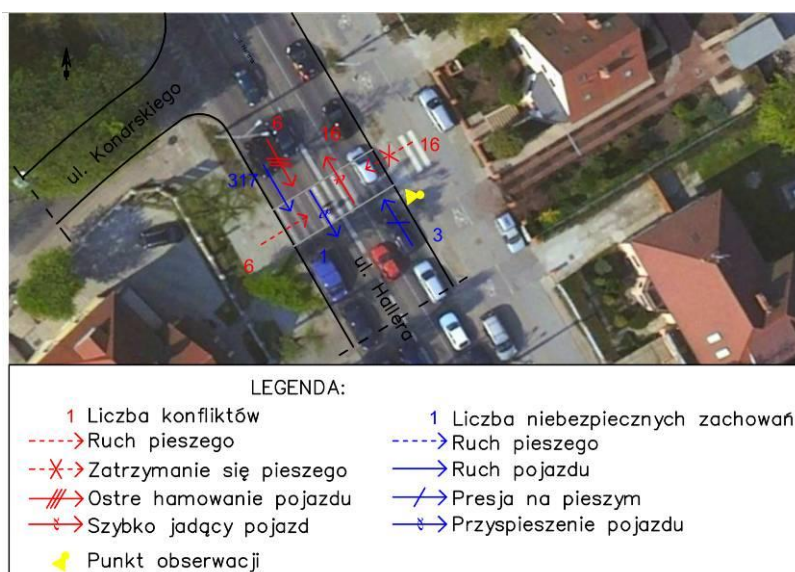 ul. Konarskiego
6
16
16
317
6
1
3
ul. Hallera
LEGENDA:
1 Liczba konfliktów
Ruch pieszego
Zatrzymanie się pieszego
Ostre hamowanie pojazdu
Szybko jadący pojazd
Punkt obserwacji
1 Liczba niebezpiecznych zachowań
Ruch pieszego
Ruch pojazdu
Presja na pieszym
Przyspieszenie pojazdu